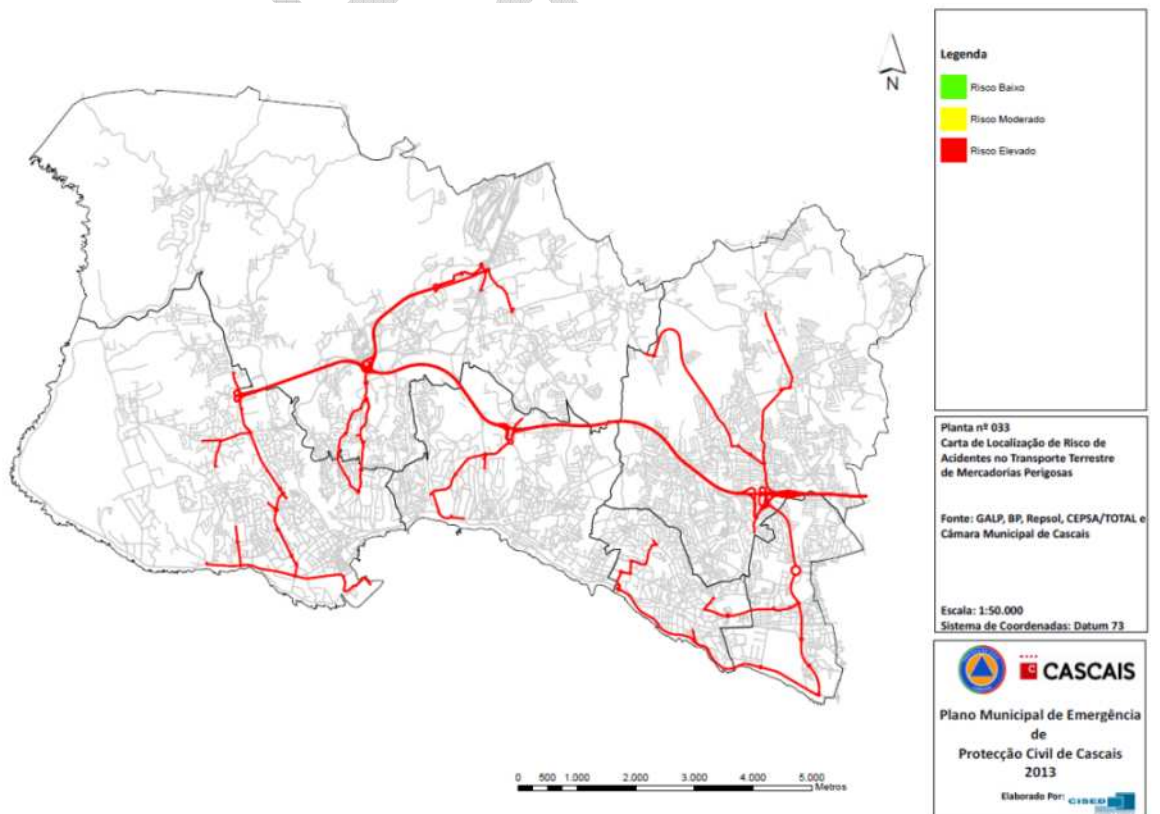 N
Legenda
Risco Baixo
Risco Moderado
Risco Elevado
Planta nº 033
Carta de Localização de Risco de
Acidentes no Transporte Terrestre
de Mercadorias Perigosas
Fonte: GALP, BP, Repsol, CEPSA/TOTAL e
Câmara Municipal de Cascais
Escala: 1:50.000
Sistema de Coordenadas: Datum 73
C CASCAIS
Plano Municipal de Emergência
de
Protecção Civil de Cascais
2013
Elaborado Por: CISED
0 500 1.000 2.000 3.000 4.000 5.000
Metros